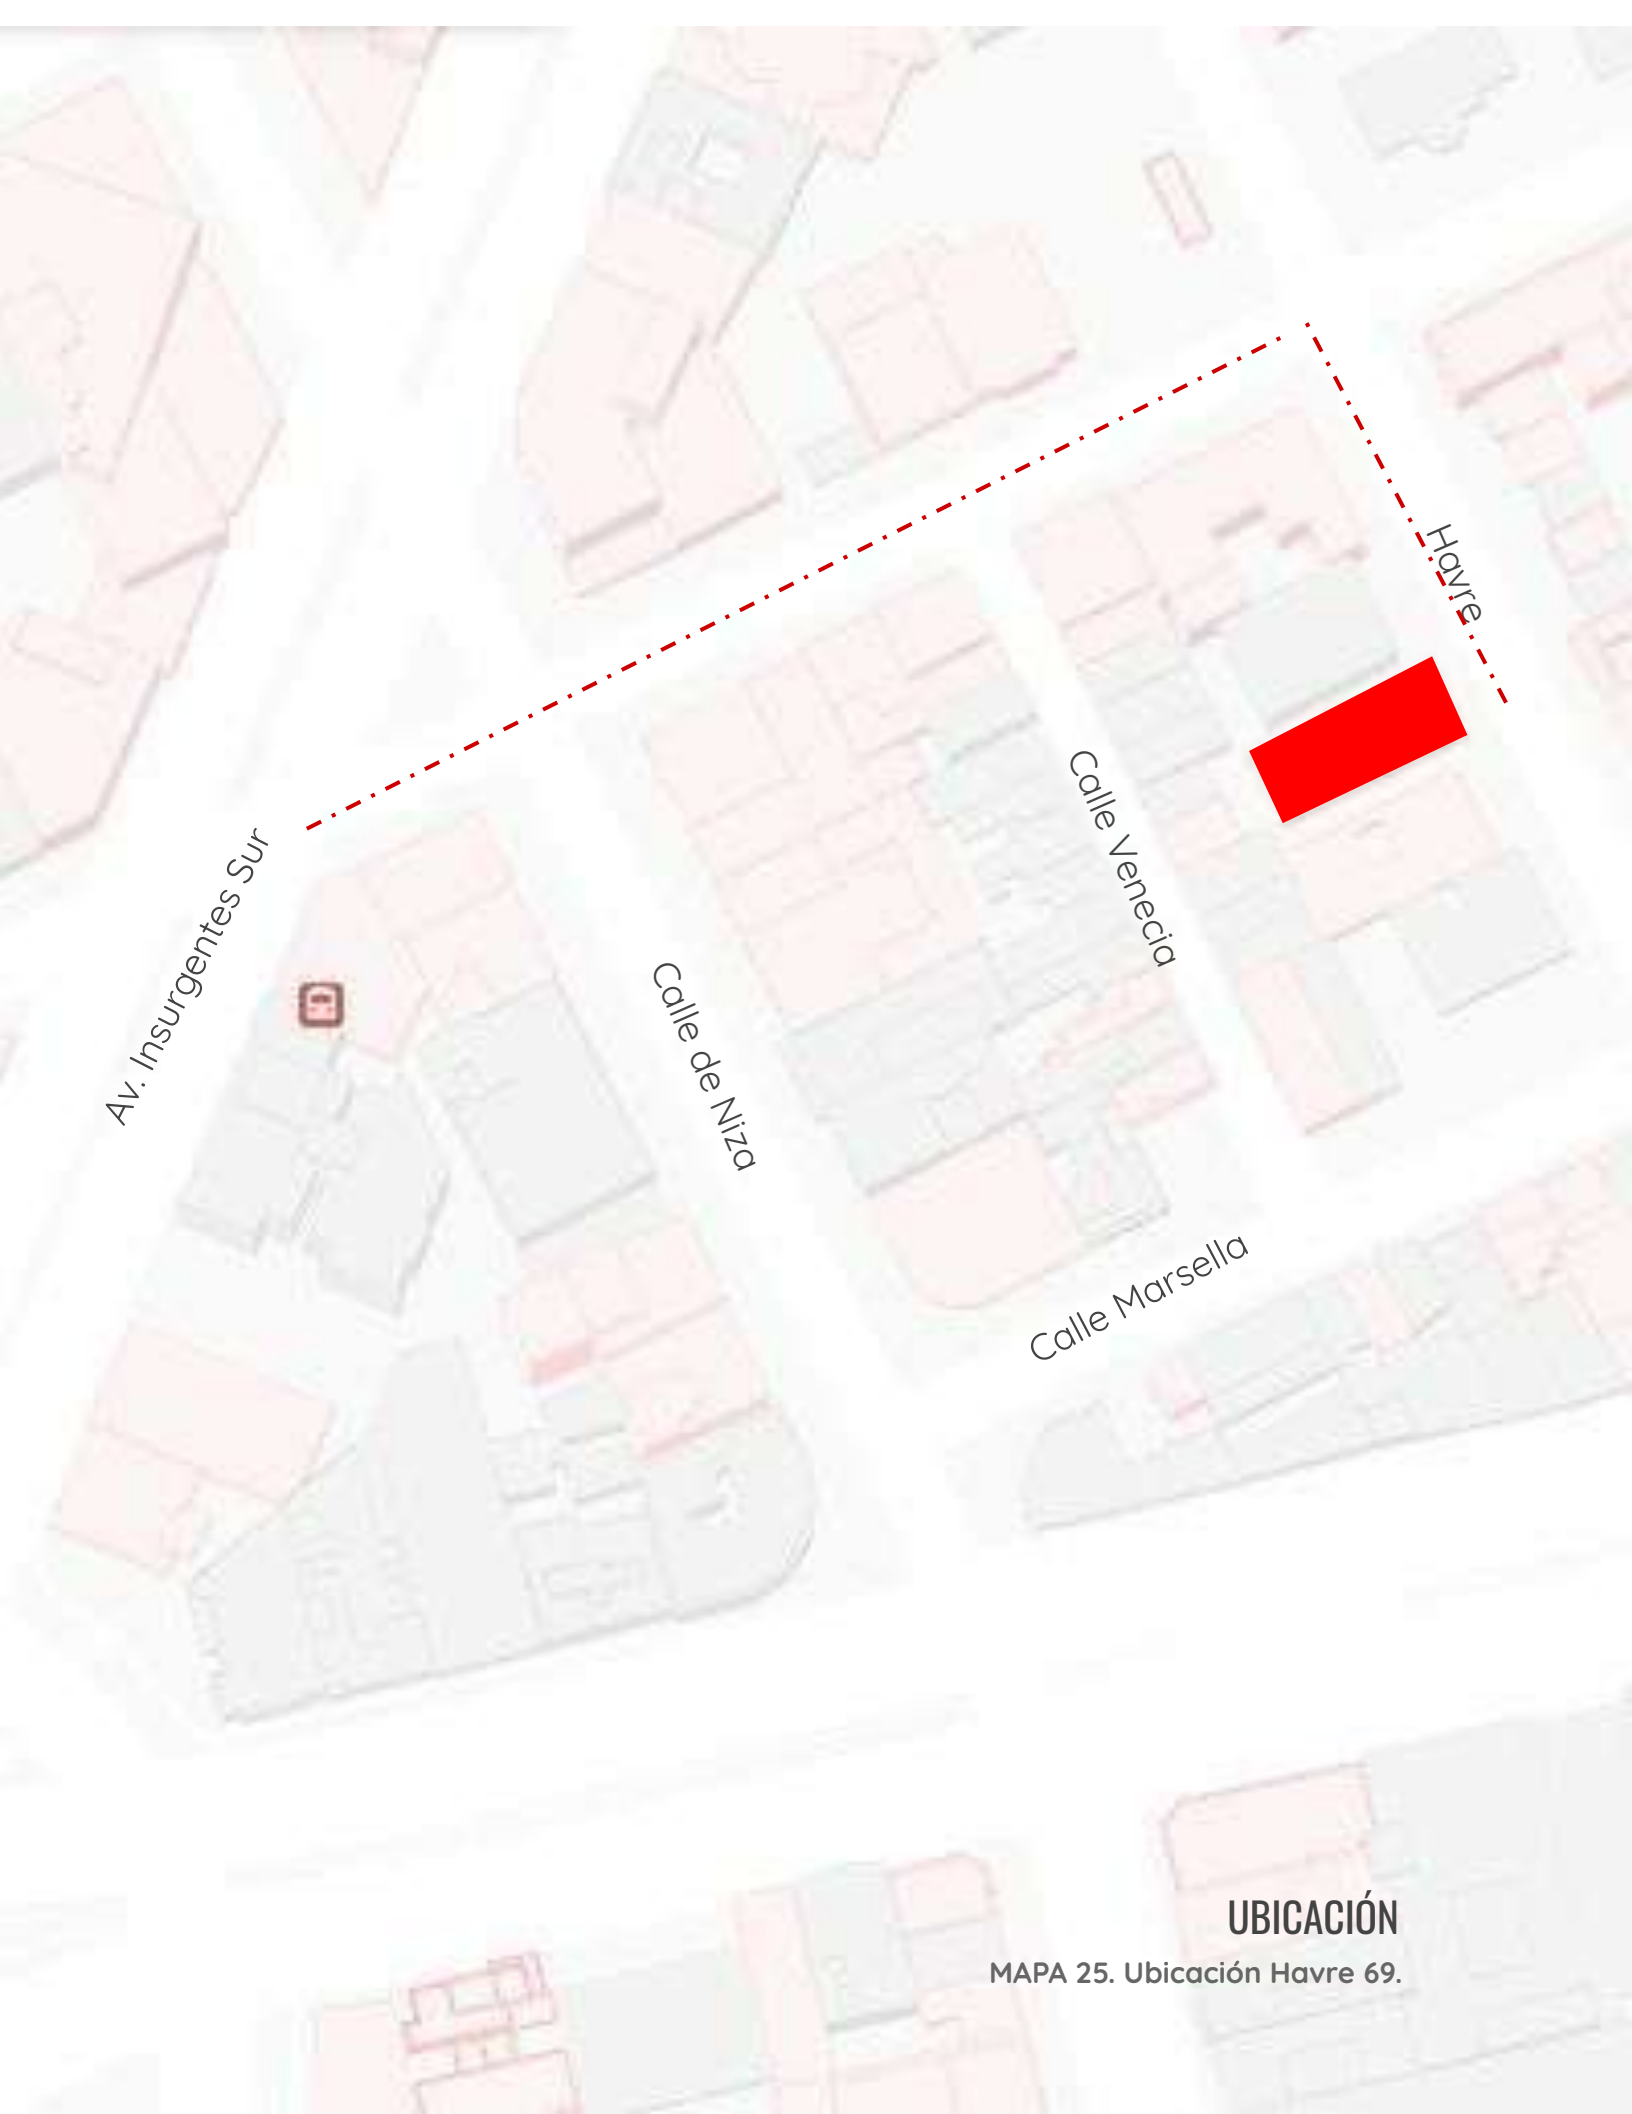 Havre
Calle Venecia
Av. Insurgentes Sur
Calle de Niza
Calle Marsella
UBICACIÓN
MAPA 25. Ubicación Havre 69.